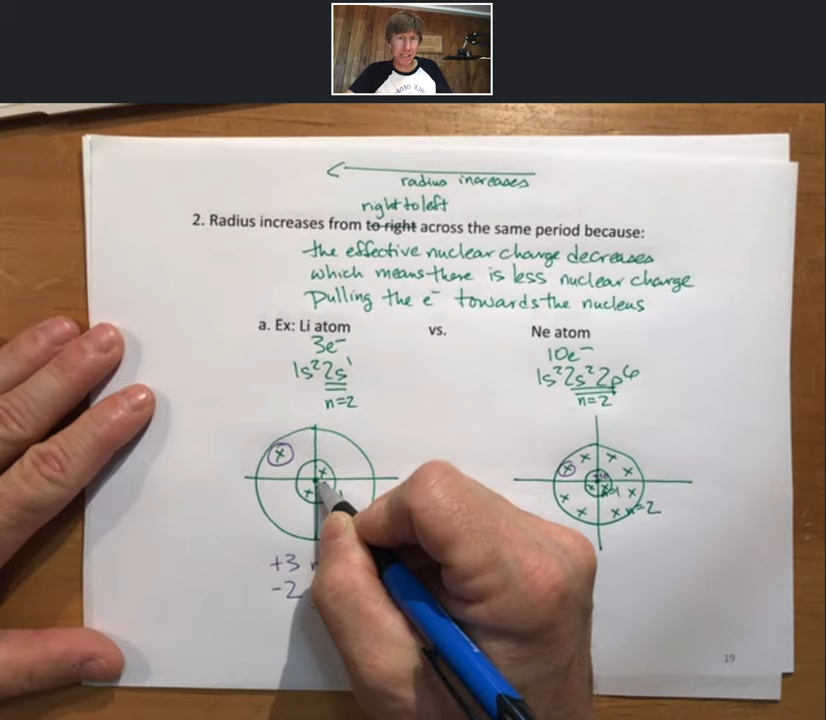 radius increases
right to left
2. Radius increases from to right across the same period because:
the effective nuclear charge decreases
which means there is less nuclear charge
pulling the e⁻ towards the nucleus
a. Ex: Li atom vs. Ne atom
3e⁻ 10e⁻
1s²2s¹ 1s²2s²2p⁶
n=2 n=2
n=2
+3
-2
19